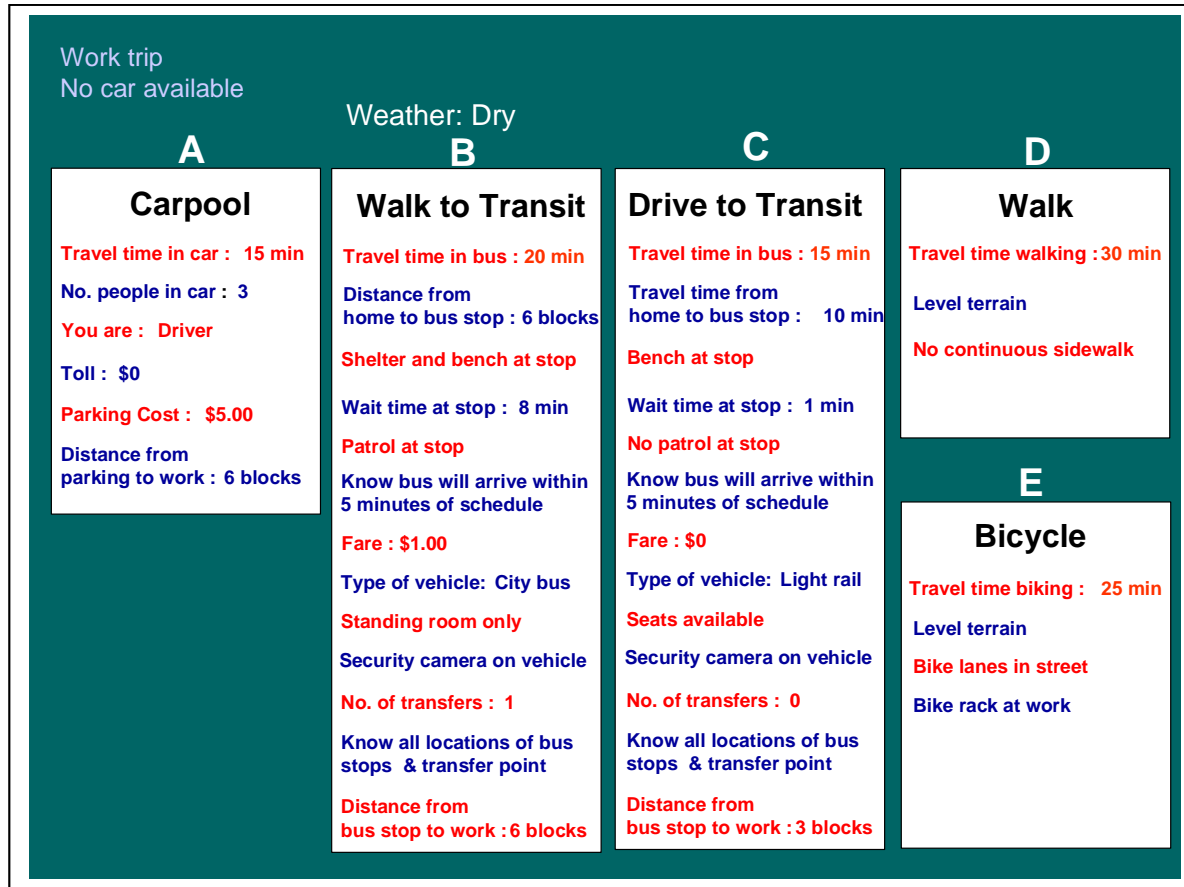 Work trip
No car available
Weather: Dry
A
Carpool
Travel time in car : 15 min
No. people in car : 3
You are : Driver
Toll : $0
Parking Cost : $5.00
Distance from
parking to work : 6 blocks
B
Walk to Transit
Travel time in bus : 20 min
Distance from
home to bus stop : 6 blocks
Shelter and bench at stop
Wait time at stop : 8 min
Patrol at stop
Know bus will arrive within
5 minutes of schedule
Fare : $1.00
Type of vehicle: City bus
Standing room only
Security camera on vehicle
No. of transfers : 1
Know all locations of bus
stops & transfer point
Distance from
bus stop to work : 6 blocks
C
Drive to Transit
Travel time in bus : 15 min
Travel time from
home to bus stop : 10 min
Bench at stop
Wait time at stop : 1 min
No patrol at stop
Know bus will arrive within
5 minutes of schedule
Fare : $0
Type of vehicle: Light rail
Seats available
Security camera on vehicle
No. of transfers : 0
Know all locations of bus
stops & transfer point
Distance from
bus stop to work : 3 blocks
D
Walk
Travel time walking : 30 min
Level terrain
No continuous sidewalk
E
Bicycle
Travel time biking : 25 min
Level terrain
Bike lanes in street
Bike rack at work